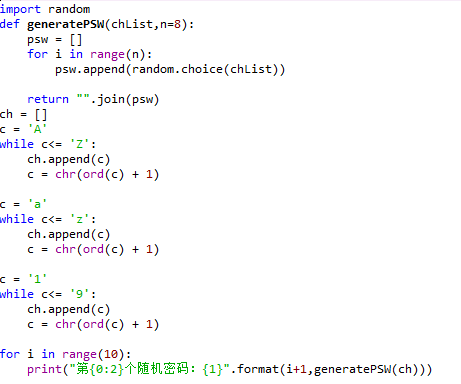 import random
def generatePSW(chList,n=8):
    psw = []
    for i in range(n):
        psw.append(random.choice(chList))

    return "".join(psw)
ch = []
c = 'A'
while c<= 'Z':
    ch.append(c)
    c = chr(ord(c) + 1)

c = 'a'
while c<= 'z':
    ch.append(c)
    c = chr(ord(c) + 1)

c = '1'
while c<= '9':
    ch.append(c)
    c = chr(ord(c) + 1)

for i in range(10):
    print("第{0:2}个随机密码：{1}".format(i+1,generatePSW(ch)))